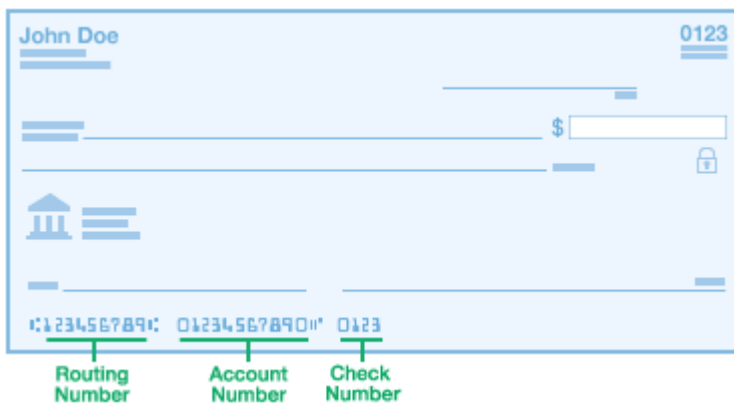 John Doe 0123
$
⑆123456789⑆ 01234567890⑈ 0123
Routing Number
Account Number
Check Number